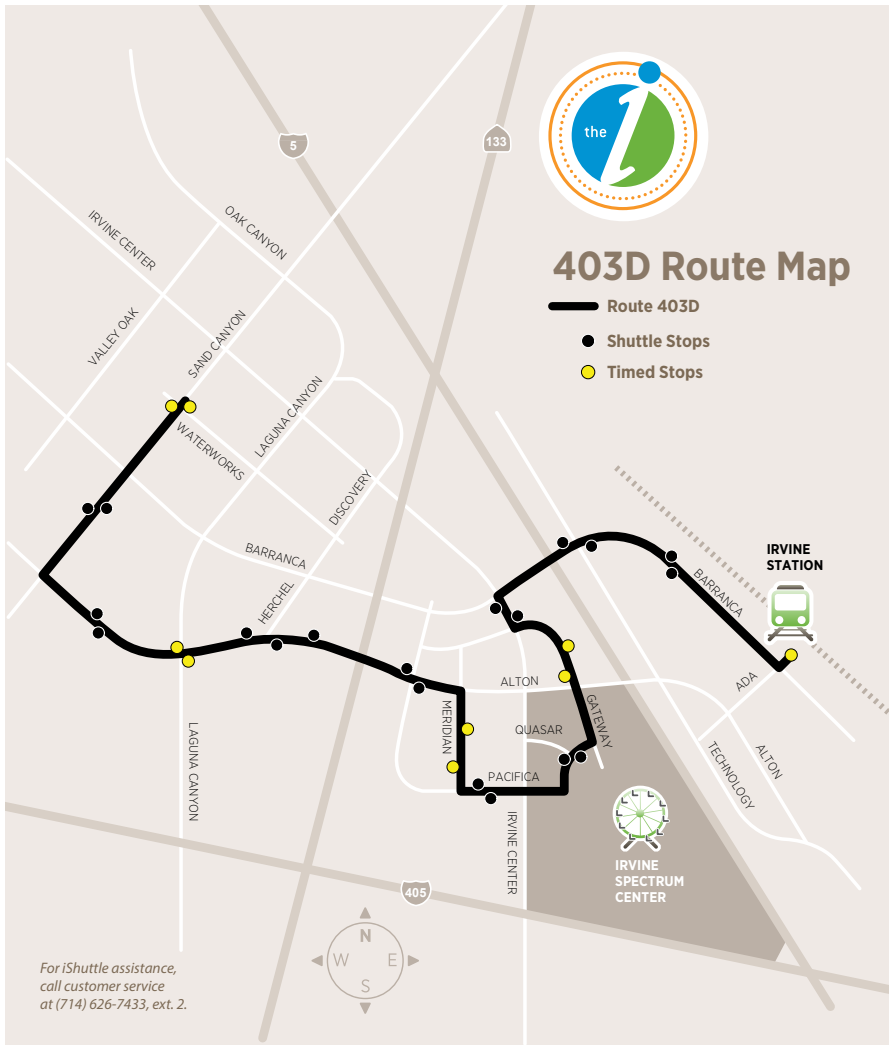 the i
5
133
403D Route Map
Route 403D
Shuttle Stops
Timed Stops
IRVINE CENTER
OAK CANYON
VALLEY OAK
SAND CANYON
LAGUNA CANYON
WATERWORKS
DISCOVERY
BARRANCA
HERCHEL
IRVINE
STATION
BARRANCA
ADA
ALTON
GATEWAY
MERIDIAN
QUASAR
PACIFICA
LAGUNA CANYON
TECHNOLOGY
ALTON
IRVINE CENTER
IRVINE
SPECTRUM
CENTER
405
N
W E
S
For iShuttle assistance,
call customer service
at (714) 626-7433, ext. 2.